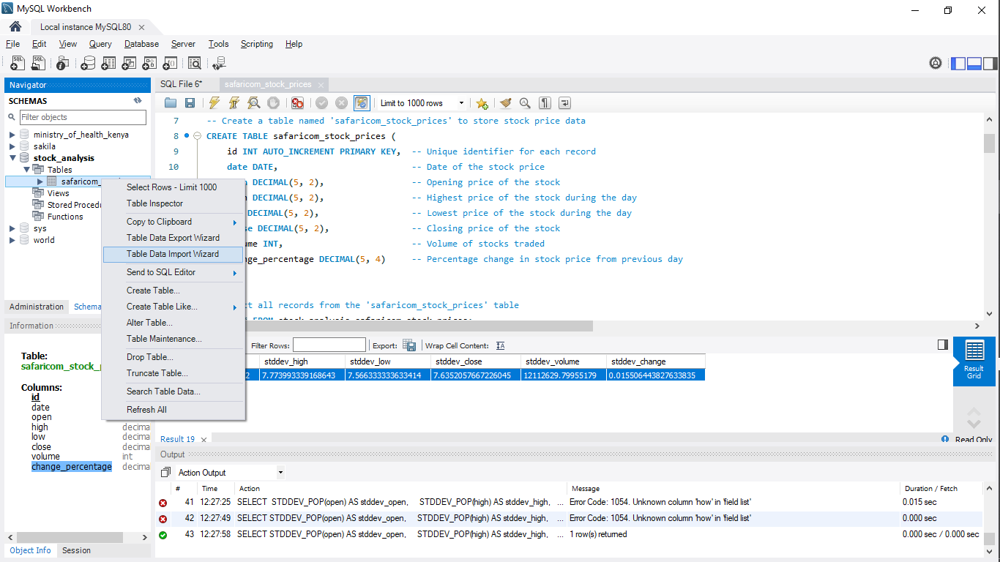 MySQL Workbench
Local instance MySQL80
File Edit View Query Database Server Tools Scripting Help
Navigator
SCHEMAS
Filter objects
ministry_of_health_kenya
sakila
stock_analysis
Tables
safaricom_
Views
Stored Procedu
Functions
sys
world
Administration Schema
Information
Table:
safaricom_stock_
Columns:
id
date
open
high decima
low decima
close decima
volume int
change_percentage decima
Object Info Session
Select Rows - Limit 1000
Table Inspector
Copy to Clipboard
Table Data Export Wizard
Table Data Import Wizard
Send to SQL Editor
Create Table...
Create Table Like...
Alter Table...
Table Maintenance...
Drop Table...
Truncate Table...
Search Table Data...
Refresh All
SQL File 6* safaricom_stock_prices
Limit to 1000 rows
7 -- Create a table named 'safaricom_stock_prices' to store stock price data
8 CREATE TABLE safaricom_stock_prices (
9 id INT AUTO_INCREMENT PRIMARY KEY, -- Unique identifier for each record
10 date DATE, -- Date of the stock price
DECIMAL(5, 2), -- Opening price of the stock
DECIMAL(5, 2), -- Highest price of the stock during the day
DECIMAL(5, 2), -- Lowest price of the stock during the day
se DECIMAL(5, 2), -- Closing price of the stock
ume INT, -- Volume of stocks traded
nge_percentage DECIMAL(5, 4) -- Percentage change in stock price from previous day
ct all records from the 'safaricom_stock_prices' table
FROM stock_analysis.safaricom_stock_prices;
Filter Rows: Export: Wrap Cell Content:
stddev_high stddev_low stddev_close stddev_volume stddev_change
2 7.773993339168643 7.566333333633414 7.6352057667226045 12112629.79955179 0.015506443827633835
Result Grid
Result 19
Read Only
Output
Action Output
# Time Action Message Duration / Fetch
41 12:27:25 SELECT STDDEV_POP(open) AS stddev_open, STDDEV_POP(high) AS stddev_high, ... Error Code: 1054. Unknown column 'how' in 'field list' 0.015 sec
42 12:27:49 SELECT STDDEV_POP(open) AS stddev_open, STDDEV_POP(high) AS stddev_high, ... Error Code: 1054. Unknown column 'how' in 'field list' 0.000 sec
43 12:27:58 SELECT STDDEV_POP(open) AS stddev_open, STDDEV_POP(high) AS stddev_high, ... 1 row(s) returned 0.000 sec / 0.000 sec